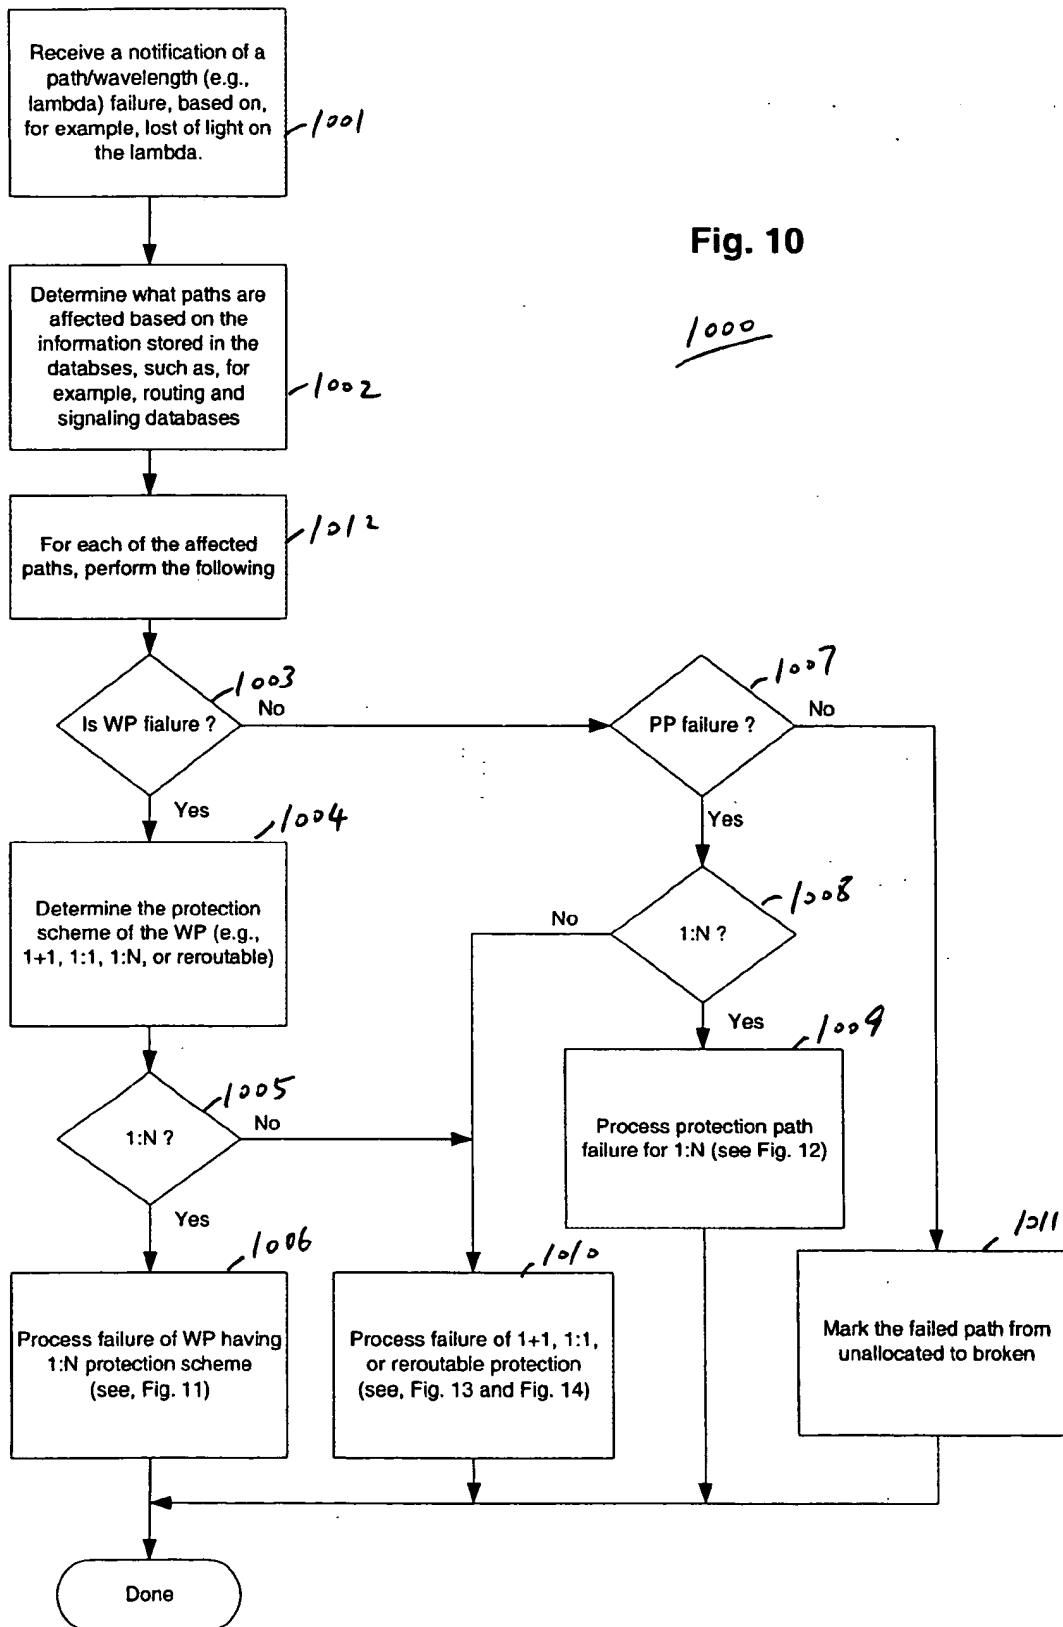 Receive a notification of a
path/wavelength (e.g.,
lambda) failure, based on,
for example, lost of light on
the lambda.
1001
Fig. 10
1000
Determine what paths are
affected based on the
information stored in the
databses, such as, for
example, routing and
signaling databases
1002
For each of the affected
paths, perform the following
1012
Is WP fialure ?
1003
No
Yes
PP failure ?
1007
No
Yes
1004
Determine the protection
scheme of the WP (e.g.,
1+1, 1:1, 1:N, or reroutable)
1:N ?
1008
No
Yes
1:N ?
1005
No
Yes
1009
Process protection path
failure for 1:N (see Fig. 12)
1006
Process failure of WP having
1:N protection scheme
(see, Fig. 11)
1010
Process failure of 1+1, 1:1,
or reroutable protection
(see, Fig. 13 and Fig. 14)
1011
Mark the failed path from
unallocated to broken
Done